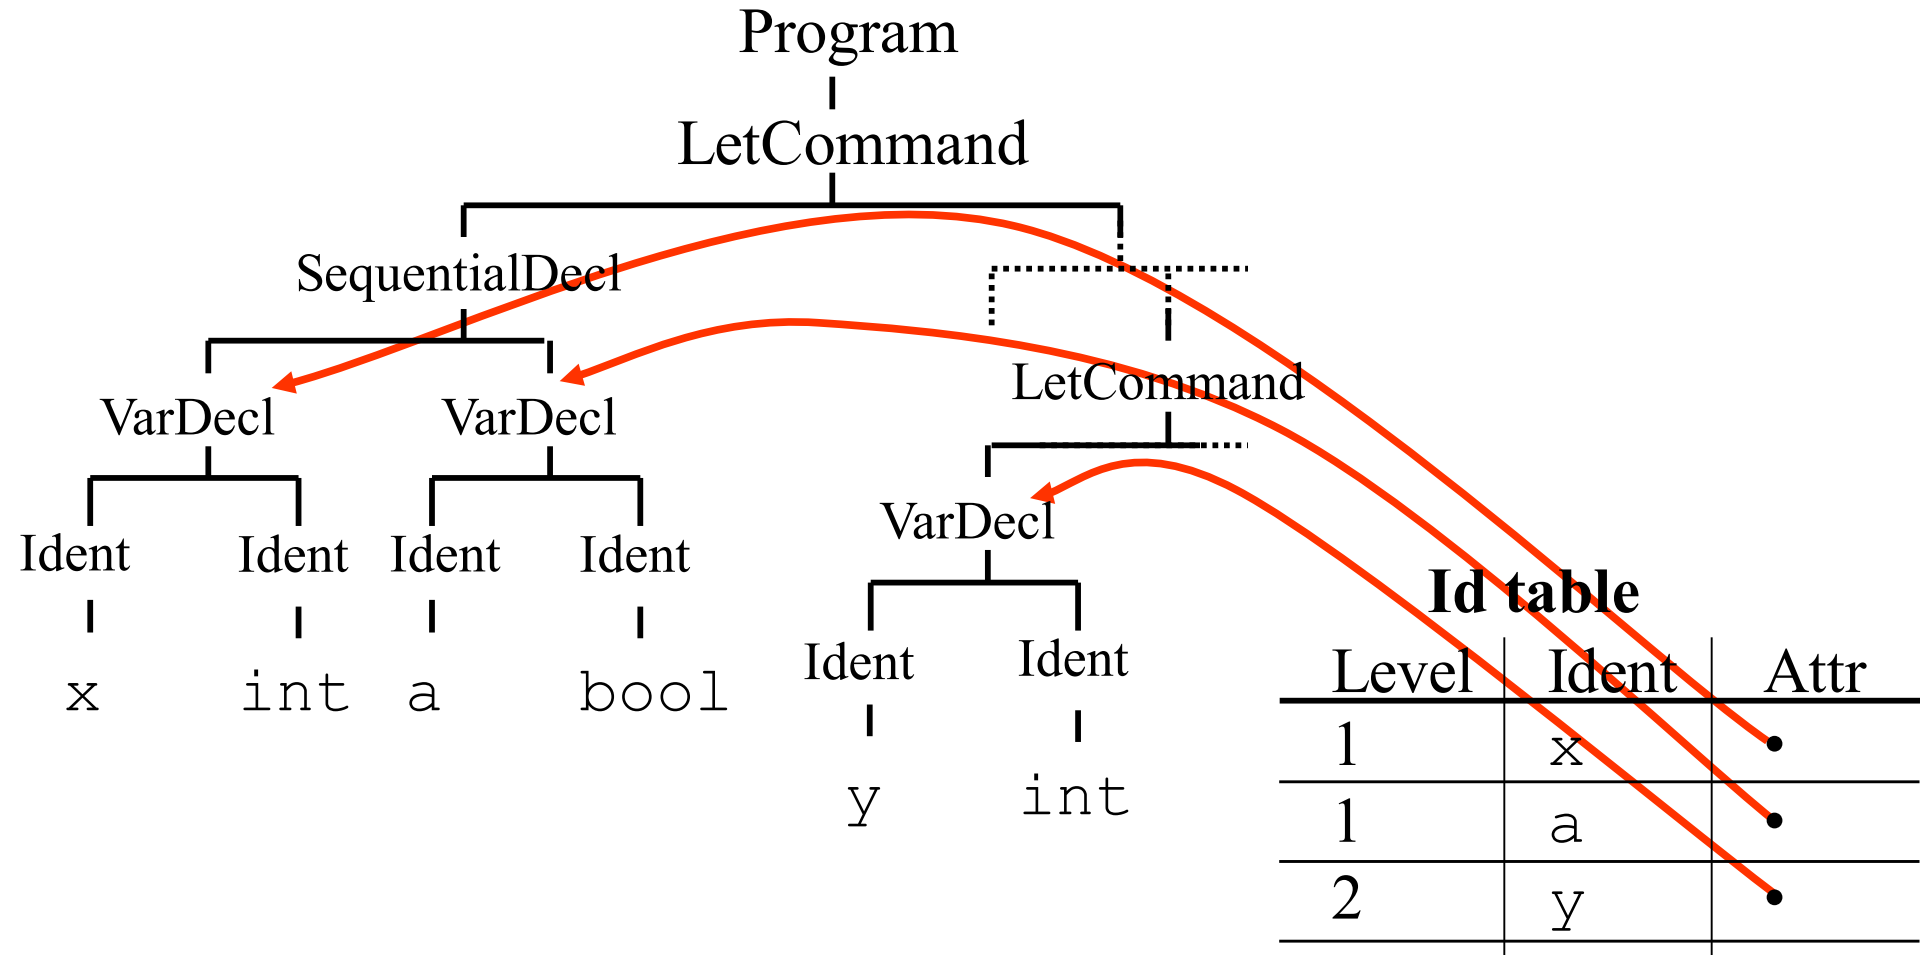 Program
LetCommand
SequentialDecl
LetCommand
VarDecl VarDecl
VarDecl
Ident Ident Ident Ident
Ident Ident
x int a bool
y int
Id table
Level Ident Attr
1 x
1 a
2 y